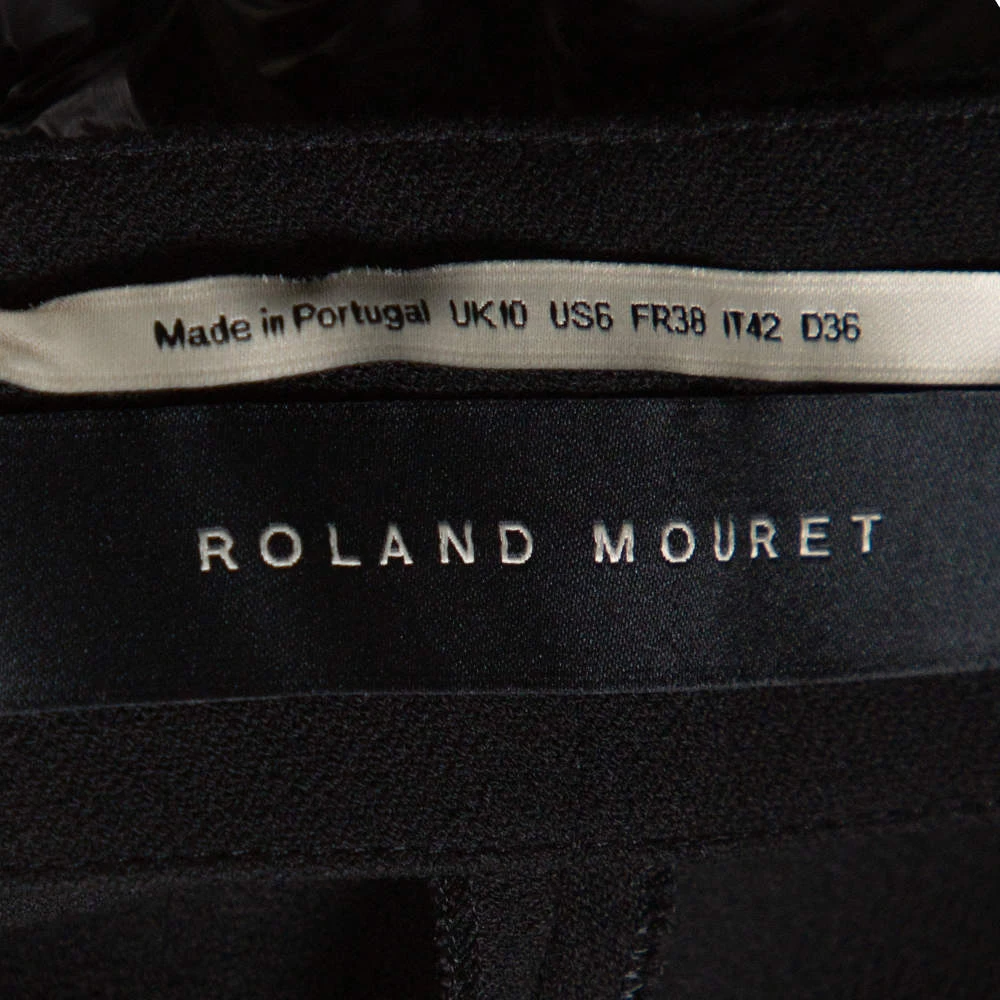 Made in Portugal UK10 US6 FR38 IT42 D36
ROLAND MOURET